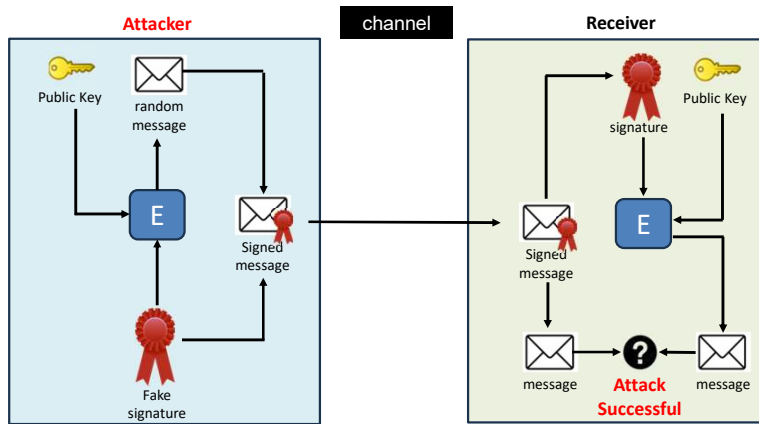 Attacker
channel
Receiver
Public Key
random
message
E
Signed
message
Fake
signature
signature
Public Key
E
Signed
message
message
?
message
Attack
Successful